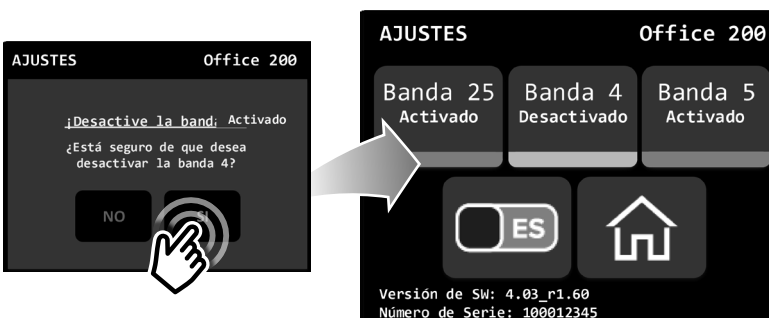 AJUSTES Office 200
¡Desactive la band¡ Activado
¿Está seguro de que desea
desactivar la banda 4?
NO SI
AJUSTES Office 200
Banda 25 Banda 4 Banda 5
Activado Desactivado Activado
ES
Versión de SW: 4.03_r1.60
Número de Serie: 100012345